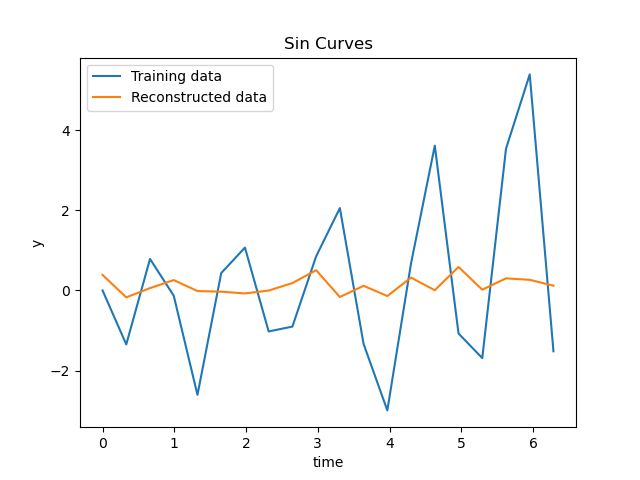 Sin Curves
Training data
Reconstructed data
4
2
0
−2
y
0 1 2 3 4 5 6
time